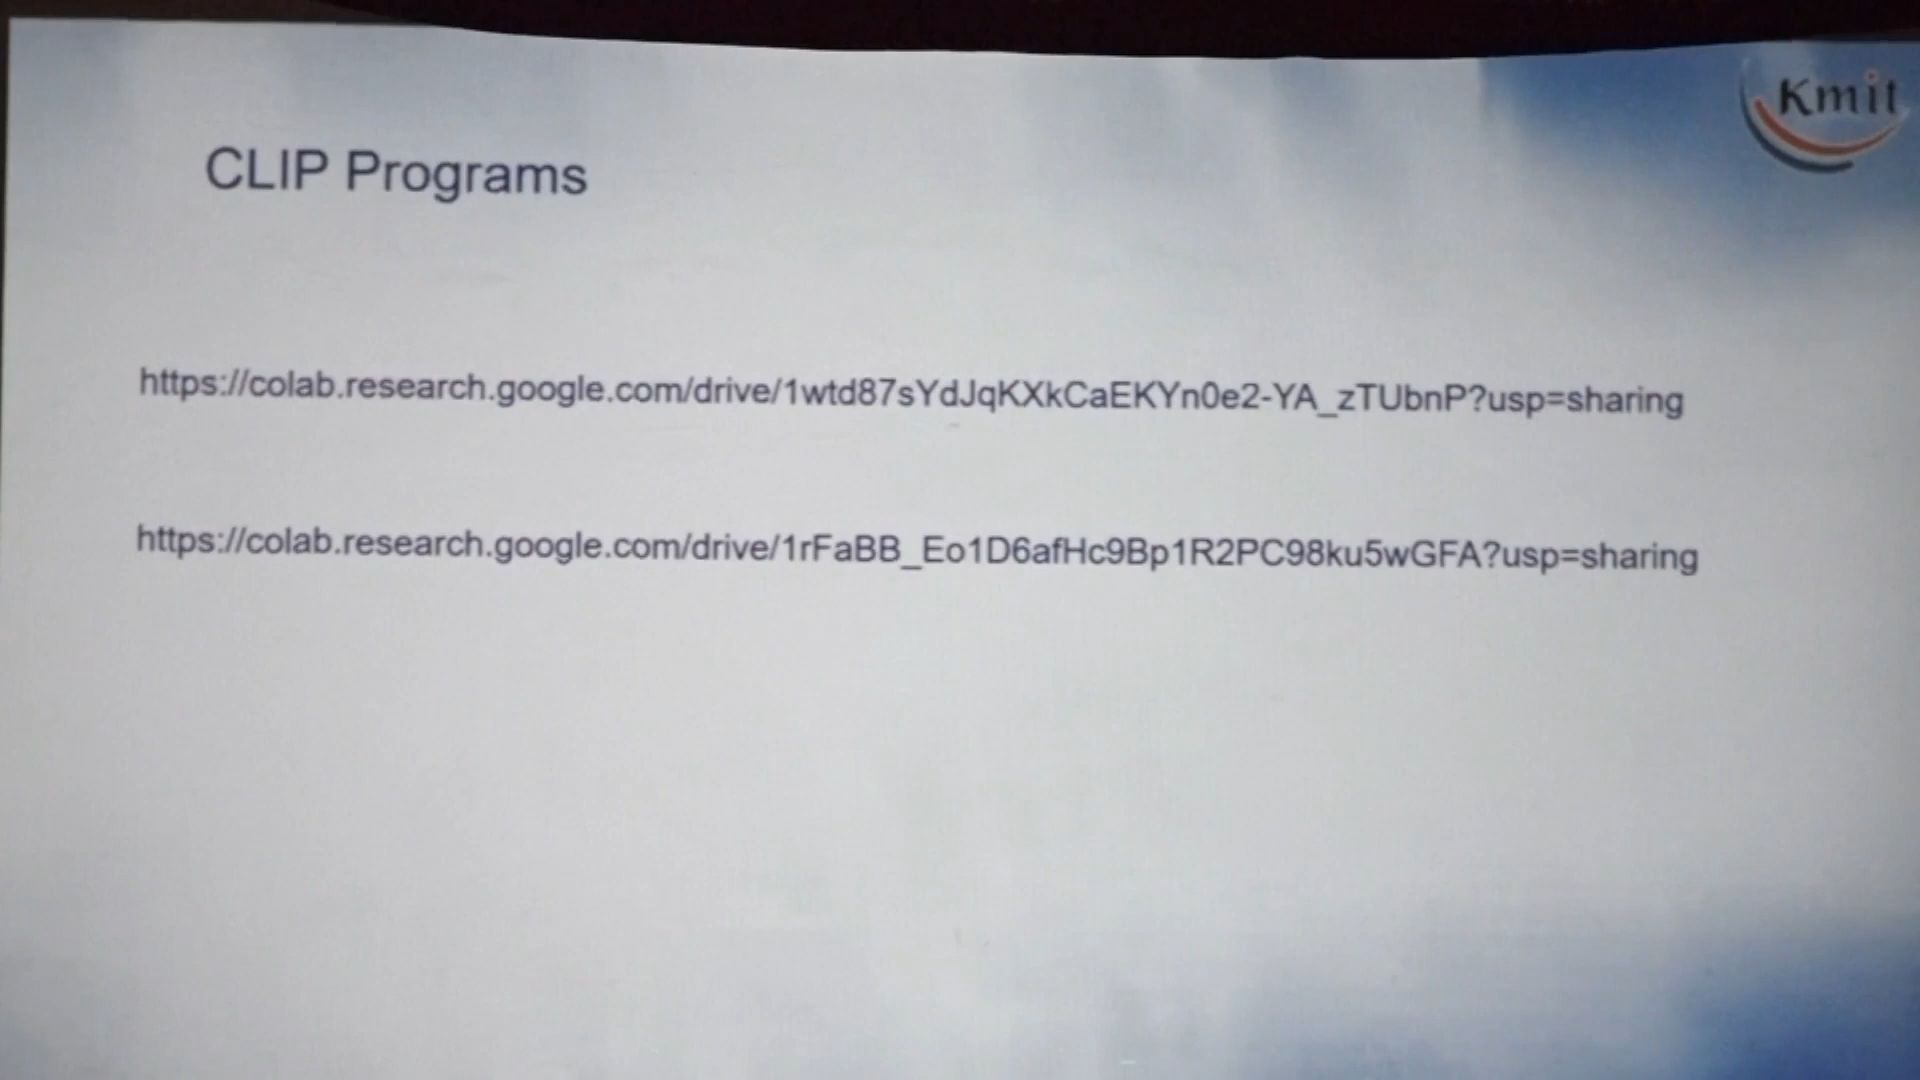 Kmit
CLIP Programs
https://colab.research.google.com/drive/1wtd87sYdJqKXkCaEKYn0e2-YA_zTUbnP?usp=sharing
https://colab.research.google.com/drive/1rFaBB_Eo1D6afHc9Bp1R2PC98ku5wGFA?usp=sharing